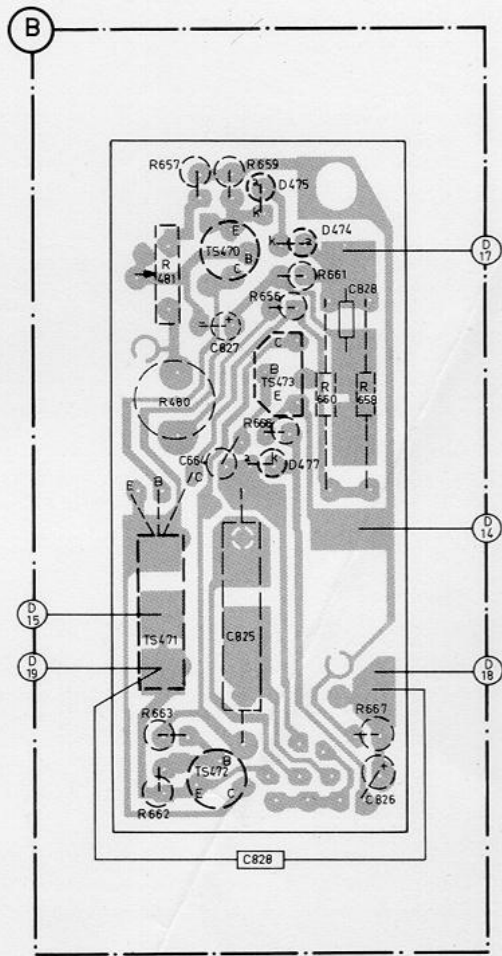 B
R657 R659
D475
a
k
E
TS470
B
C
k a
D474
D
17
R
481
R661
R656
C828
C827
C
B
TS473
E
R480
R
660
R
658
R666
C664
a k
D477
E B C
D
14
D
15
TS471
C825
D
19
D
18
R663
R667
B
TS472
E C
R662
C826
C828